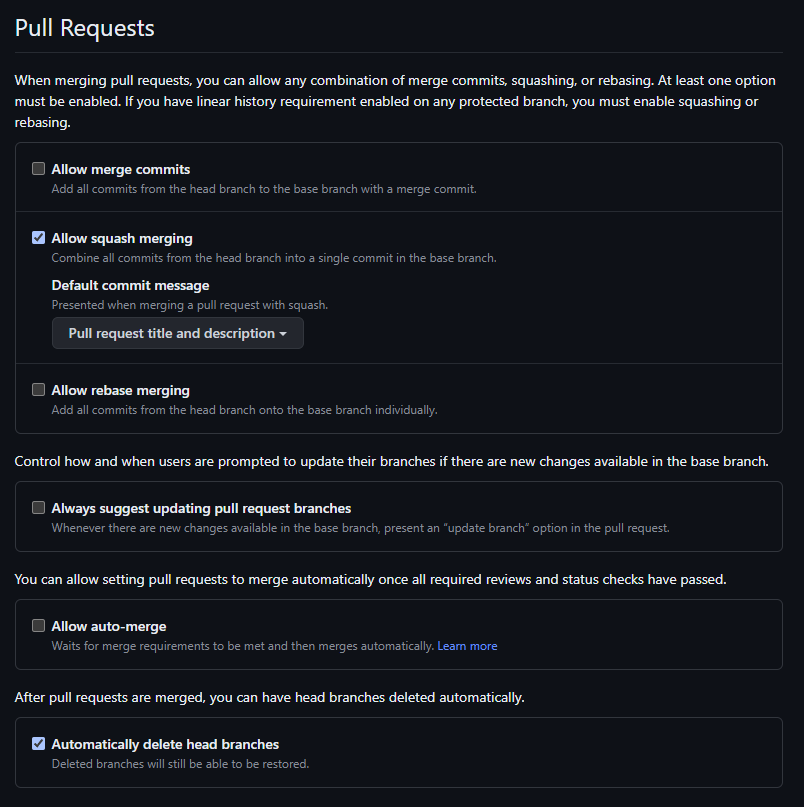 Pull Requests
When merging pull requests, you can allow any combination of merge commits, squashing, or rebasing. At least one option
must be enabled. If you have linear history requirement enabled on any protected branch, you must enable squashing or
rebasing.
Allow merge commits
Add all commits from the head branch to the base branch with a merge commit.
Allow squash merging
Combine all commits from the head branch into a single commit in the base branch.
Default commit message
Presented when merging a pull request with squash.
Pull request title and description
Allow rebase merging
Add all commits from the head branch onto the base branch individually.
Control how and when users are prompted to update their branches if there are new changes available in the base branch.
Always suggest updating pull request branches
Whenever there are new changes available in the base branch, present an “update branch” option in the pull request.
You can allow setting pull requests to merge automatically once all required reviews and status checks have passed.
Allow auto-merge
Waits for merge requirements to be met and then merges automatically. Learn more
After pull requests are merged, you can have head branches deleted automatically.
Automatically delete head branches
Deleted branches will still be able to be restored.